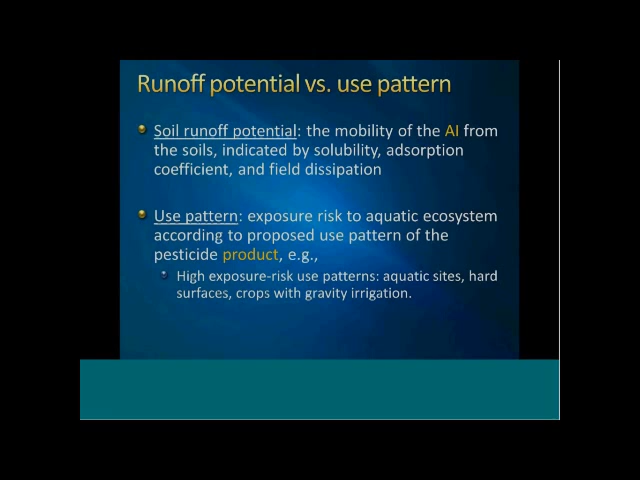 Runoff potential vs. use pattern
Soil runoff potential: the mobility of the AI from
the soils, indicated by solubility, adsorption
coefficient, and field dissipation
Use pattern: exposure risk to aquatic ecosystem
according to proposed use pattern of the
pesticide product, e.g.,
High exposure-risk use patterns: aquatic sites, hard
surfaces, crops with gravity irrigation.